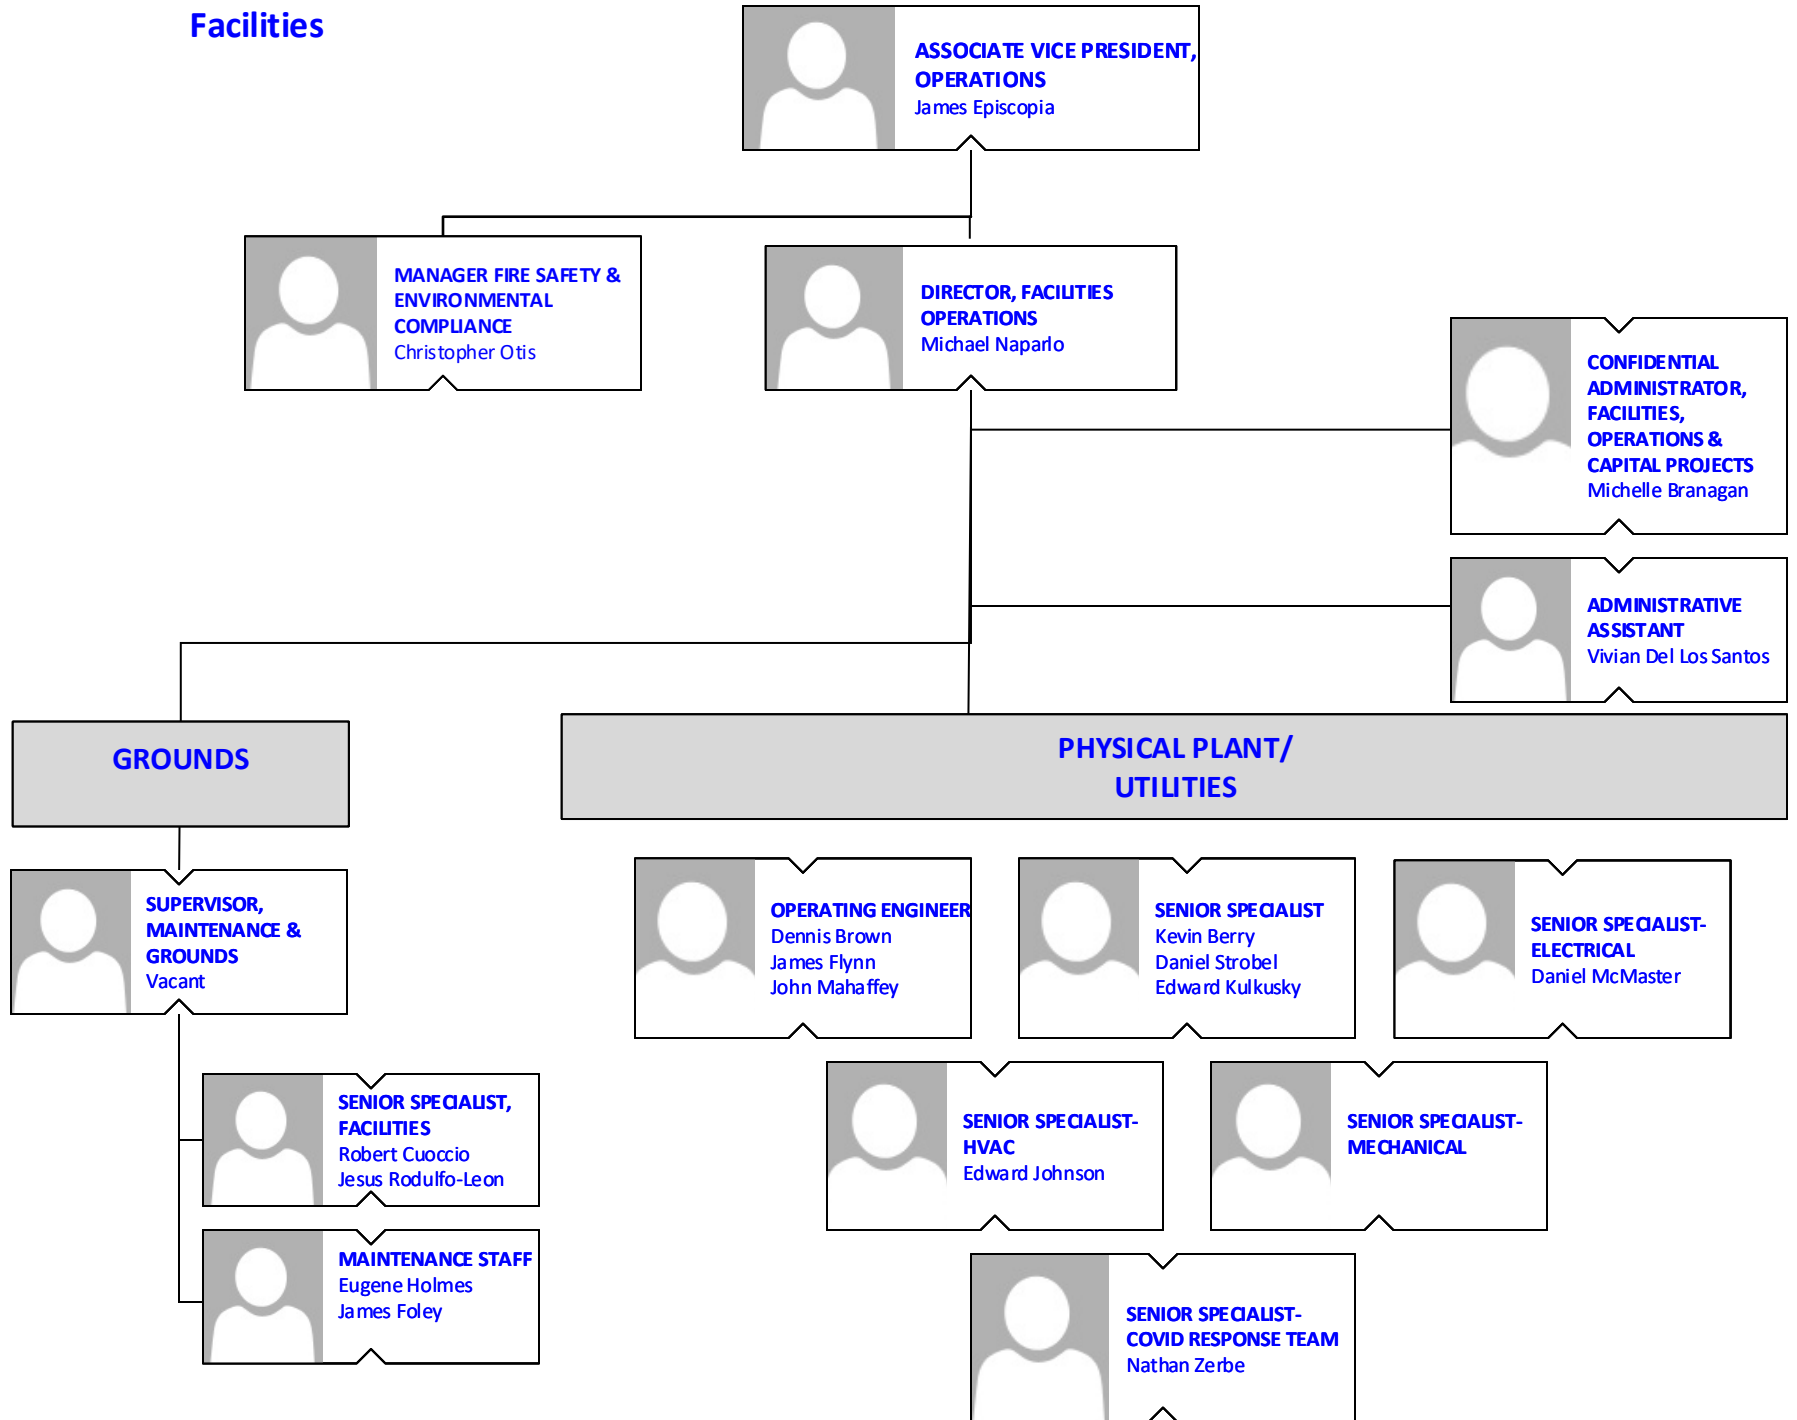 Facilities
ASSOCIATE VICE PRESIDENT,
OPERATIONS
James Episcopia
MANAGER FIRE SAFETY &
ENVIRONMENTAL
COMPLIANCE
Christopher Otis
DIRECTOR, FACILITIES
OPERATIONS
Michael Naparlo
CONFIDENTIAL
ADMINISTRATOR,
FACILITIES,
OPERATIONS &
CAPITAL PROJECTS
Michelle Branagan
ADMINISTRATIVE
ASSISTANT
Vivian Del Los Santos
GROUNDS
PHYSICAL PLANT/
UTILITIES
SUPERVISOR,
MAINTENANCE &
GROUNDS
Vacant
OPERATING ENGINEER
Dennis Brown
James Flynn
John Mahaffey
SENIOR SPECIALIST
Kevin Berry
Daniel Strobel
Edward Kulkusky
SENIOR SPECIALIST-
ELECTRICAL
Daniel McMaster
SENIOR SPECIALIST,
FACILITIES
Robert Cuoccio
Jesus Rodulfo-Leon
SENIOR SPECIALIST-
HVAC
Edward Johnson
SENIOR SPECIALIST-
MECHANICAL
MAINTENANCE STAFF
Eugene Holmes
James Foley
SENIOR SPECIALIST-
COVID RESPONSE TEAM
Nathan Zerbe